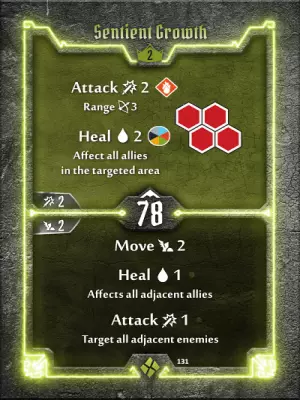 Sentient Growth
2
Attack 2
Range 3
Heal 2
Affect all allies
in the targeted area
2
78
2
Move 2
Heal 1
Affects all adjacent allies
Attack 1
Target all adjacent enemies
131